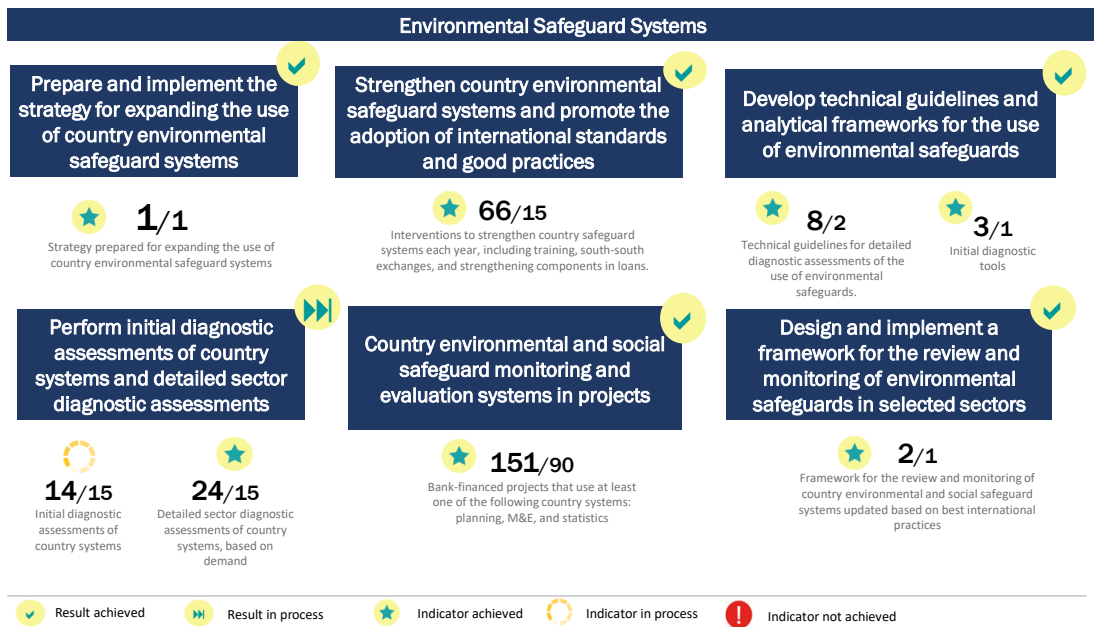 Environmental Safeguard Systems
Prepare and implement the
strategy for expanding the use
of country environmental
safeguard systems
1/1
Strategy prepared for expanding the use of
country environmental safeguard systems
Strengthen country environmental
safeguard systems and promote the
adoption of international standards
and good practices
66/15
Interventions to strengthen country safeguard
systems each year, including training, south-south
exchanges, and strengthening components in loans.
Develop technical guidelines and
analytical frameworks for the use
of environmental safeguards
8/2
Technical guidelines for detailed
diagnostic assessments of the
use of environmental
safeguards.
3/1
Initial diagnostic
tools
Perform initial diagnostic
assessments of country
systems and detailed sector
diagnostic assessments
14/15
Initial diagnostic
assessments of
country systems
24/15
Detailed sector diagnostic
assessments of country
systems, based on
demand
Country environmental and social
safeguard monitoring and
evaluation systems in projects
151/90
Bank-financed projects that use at least
one of the following country systems:
planning, M&E, and statistics
Design and implement a
framework for the review and
monitoring of environmental
safeguards in selected sectors
2/1
Framework for the review and monitoring of
country environmental and social safeguard
systems updated based on best international
practices
Result achieved
Result in process
Indicator achieved
Indicator in process
Indicator not achieved